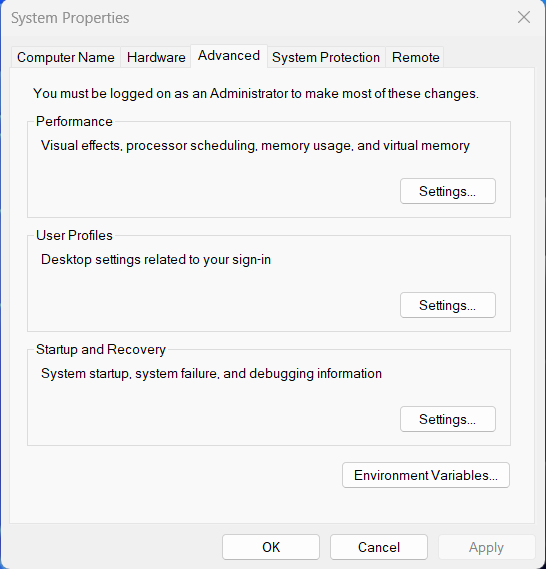 System Properties
Computer Name Hardware Advanced System Protection Remote
You must be logged on as an Administrator to make most of these changes.
Performance
Visual effects, processor scheduling, memory usage, and virtual memory
Settings...
User Profiles
Desktop settings related to your sign-in
Settings...
Startup and Recovery
System startup, system failure, and debugging information
Settings...
Environment Variables...
OK Cancel Apply